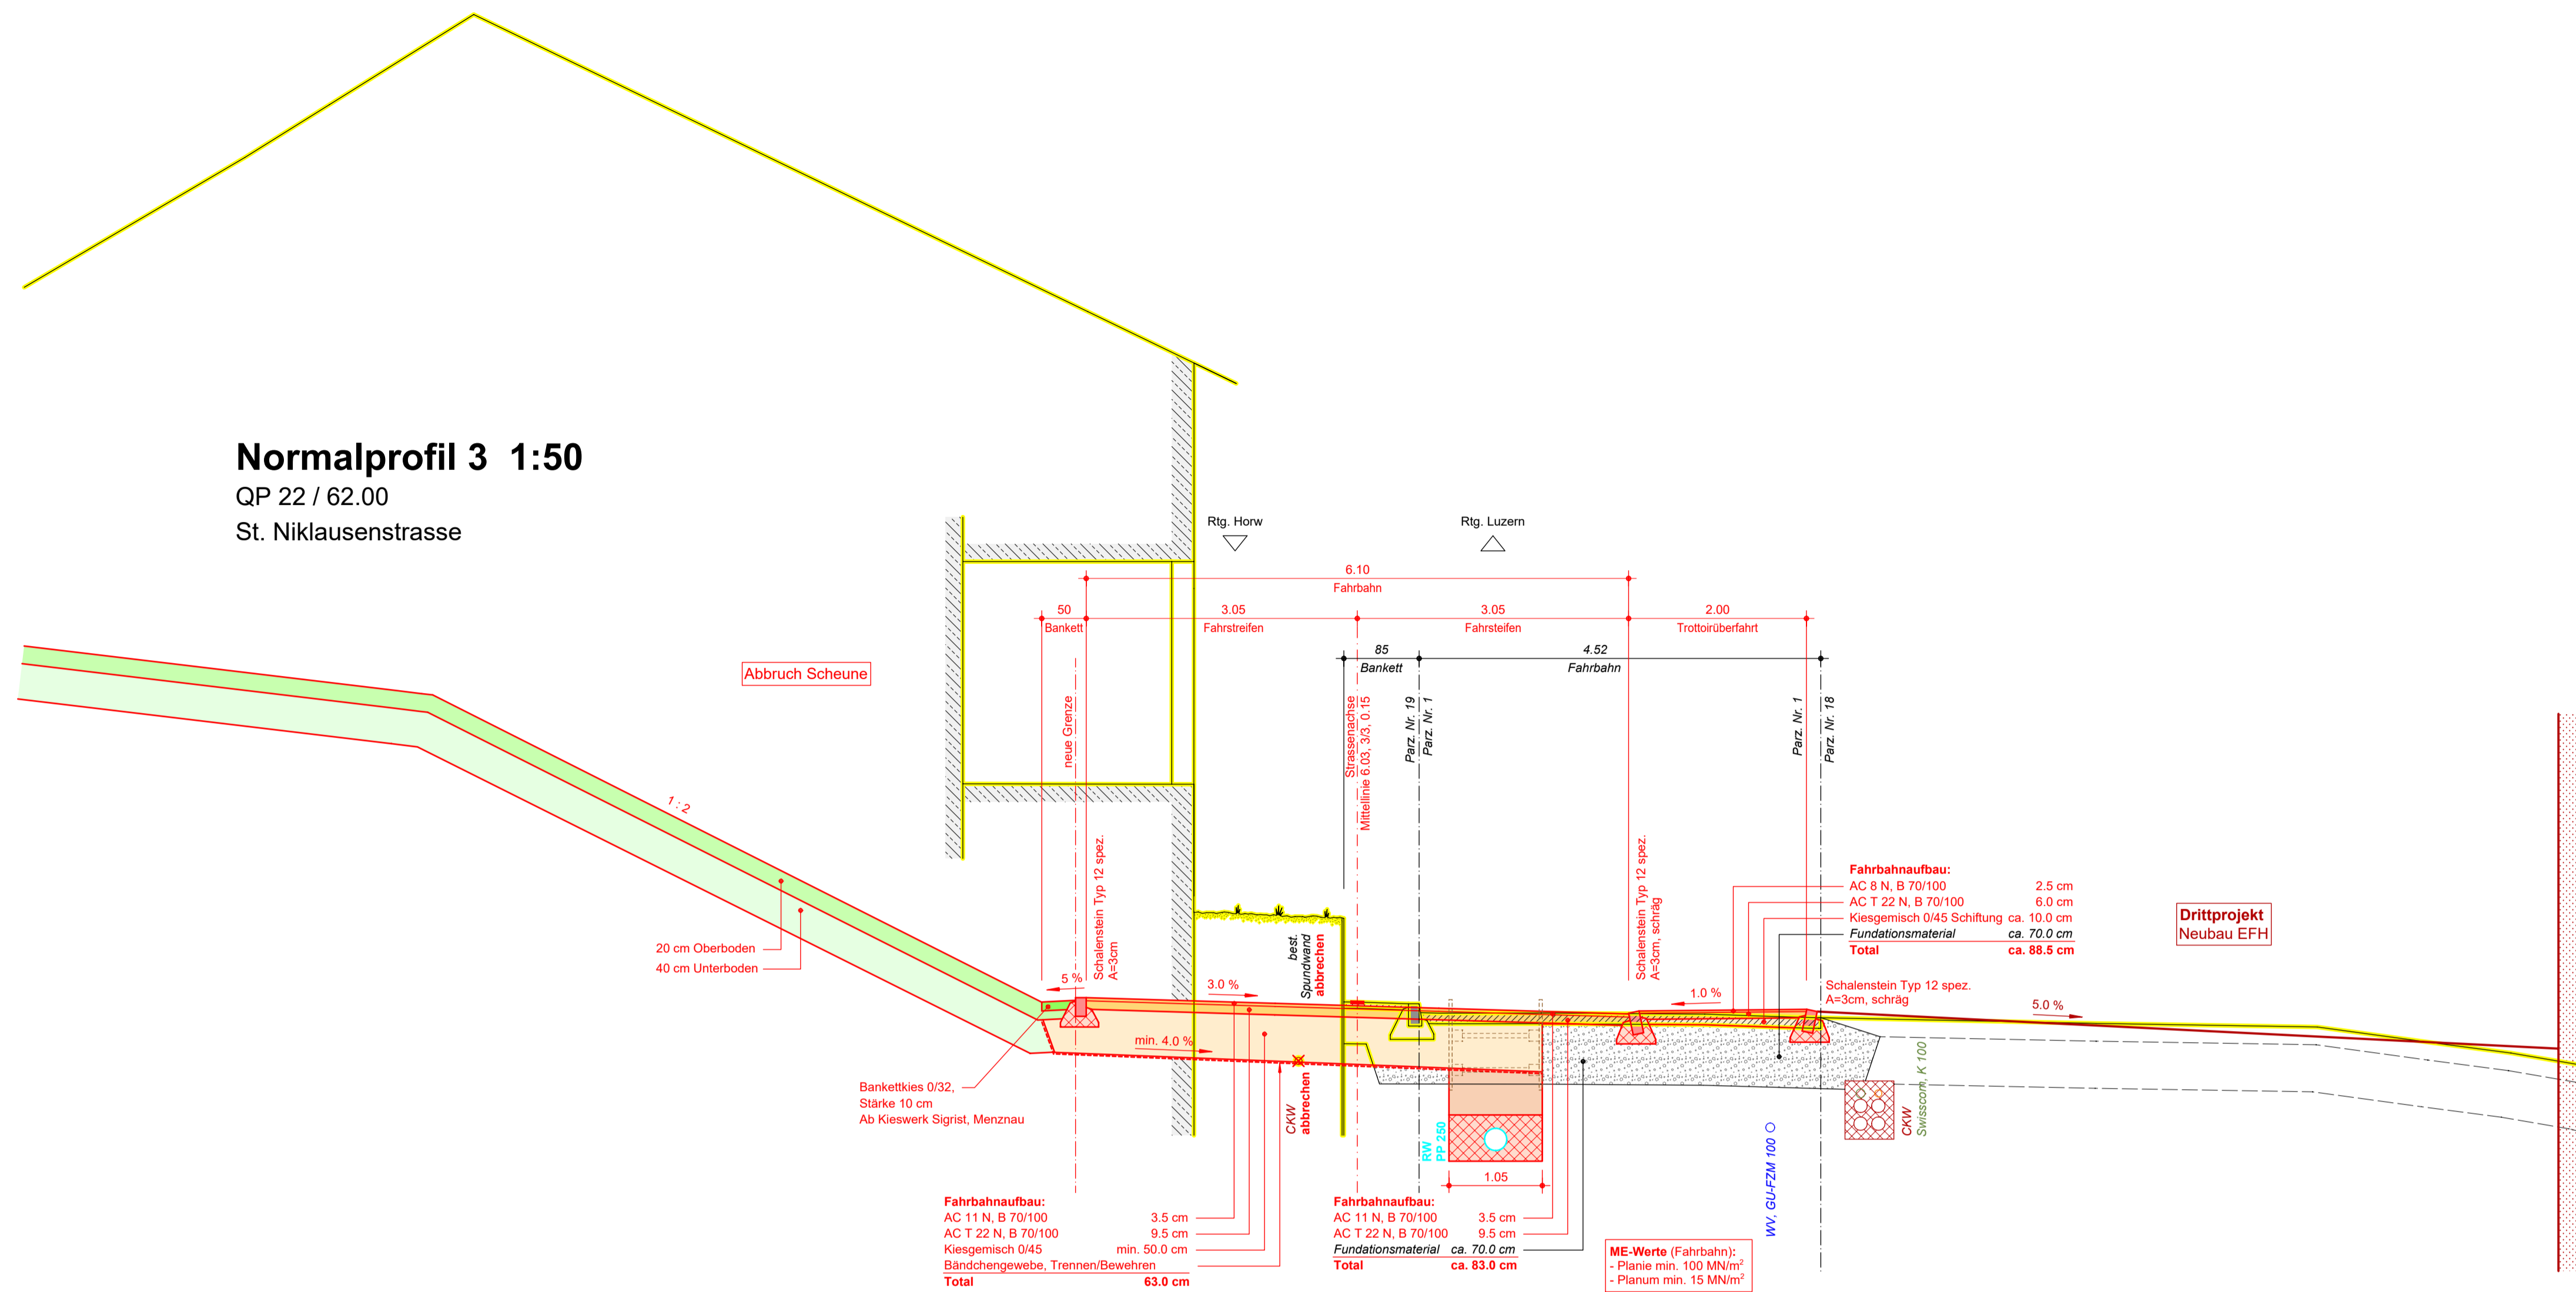 Normalprofil 3 1:50
QP 22 / 62.00
St. Niklausenstrasse
Abbruch Scheune
Rtg. Horw
Rtg. Luzern
6.10
Fahrbahn
50
Bankett
3.05
Fahrstreifen
3.05
Fahrsteifen
2.00
Trottoirüberfahrt
85
Bankett
4.52
Fahrbahn
neue Grenze
Strassenachse
Mittellinie 6.03, 3/3, 0.15
Parz. Nr. 19
Parz. Nr. 1
Parz. Nr. 1
Parz. Nr. 18
1 : 2
20 cm Oberboden
40 cm Unterboden
Schalenstein Typ 12 spez.
A=3cm
best.
Spundwand
abbrechen
Schalenstein Typ 12 spez.
A=3cm, schräg
5 %
3.0 %
min. 4.0 %
1.0 %
Fahrbahnaufbau:
AC 8 N, B 70/100 2.5 cm
AC T 22 N, B 70/100 6.0 cm
Kiesgemisch 0/45 Schiftung ca. 10.0 cm
Fundationsmaterial ca. 70.0 cm
Total ca. 88.5 cm
Drittprojekt
Neubau EFH
Schalenstein Typ 12 spez.
A=3cm, schräg
5.0 %
Bankettkies 0/32,
Stärke 10 cm
Ab Kieswerk Sigrist, Menznau
CKW
abbrechen
RW
PP 250
1.05
WV, GU-FZM 100
CKW
Swisscom, K 100
Fahrbahnaufbau:
AC 11 N, B 70/100 3.5 cm
AC T 22 N, B 70/100 9.5 cm
Kiesgemisch 0/45 min. 50.0 cm
Bändchengewebe, Trennen/Bewehren
Total 63.0 cm
Fahrbahnaufbau:
AC 11 N, B 70/100 3.5 cm
AC T 22 N, B 70/100 9.5 cm
Fundationsmaterial ca. 70.0 cm
Total ca. 83.0 cm
ME-Werte (Fahrbahn):
- Planie min. 100 MN/m²
- Planum min. 15 MN/m²